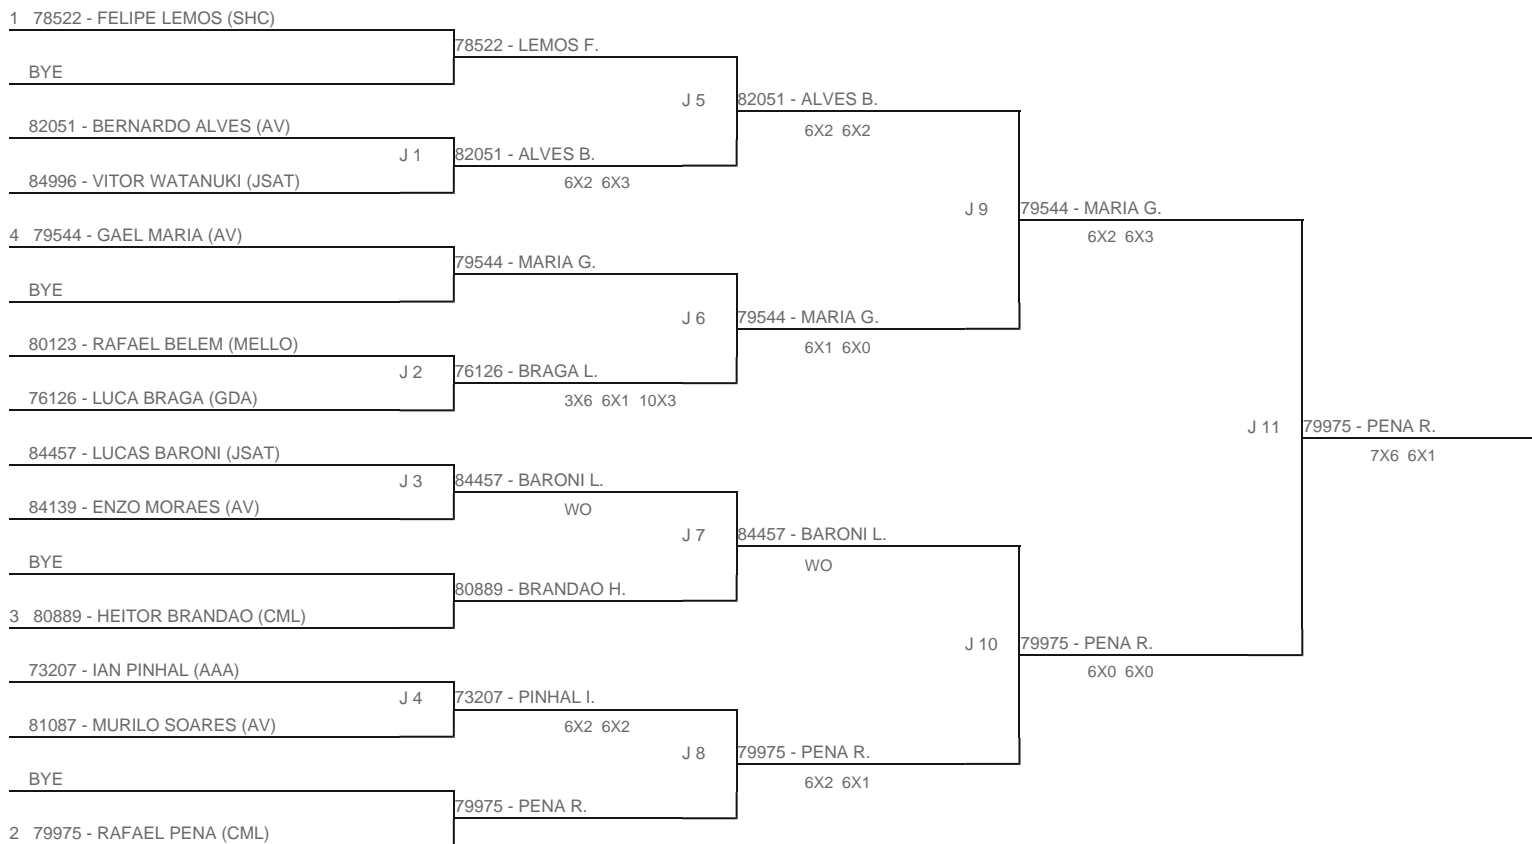 1 78522 - FELIPE LEMOS (SHC)
78522 - LEMOS F.
BYE
J 5
82051 - ALVES B.
6X2 6X2
82051 - BERNARDO ALVES (AV)
J 1
82051 - ALVES B.
6X2 6X3
84996 - VITOR WATANUKI (JSAT)
J 9
79544 - MARIA G.
6X2 6X3
4 79544 - GAEL MARIA (AV)
79544 - MARIA G.
BYE
J 6
79544 - MARIA G.
6X1 6X0
80123 - RAFAEL BELEM (MELLO)
J 2
76126 - BRAGA L.
3X6 6X1 10X3
76126 - LUCA BRAGA (GDA)
J 11
79975 - PENA R.
7X6 6X1
84457 - LUCAS BARONI (JSAT)
J 3
84457 - BARONI L.
WO
84139 - ENZO MORAES (AV)
J 7
84457 - BARONI L.
WO
BYE
80889 - BRANDAO H.
3 80889 - HEITOR BRANDAO (CML)
J 10
79975 - PENA R.
6X0 6X0
73207 - IAN PINHAL (AAA)
J 4
73207 - PINHAL I.
6X2 6X2
81087 - MURILO SOARES (AV)
J 8
79975 - PENA R.
6X2 6X1
BYE
79975 - PENA R.
2 79975 - RAFAEL PENA (CML)